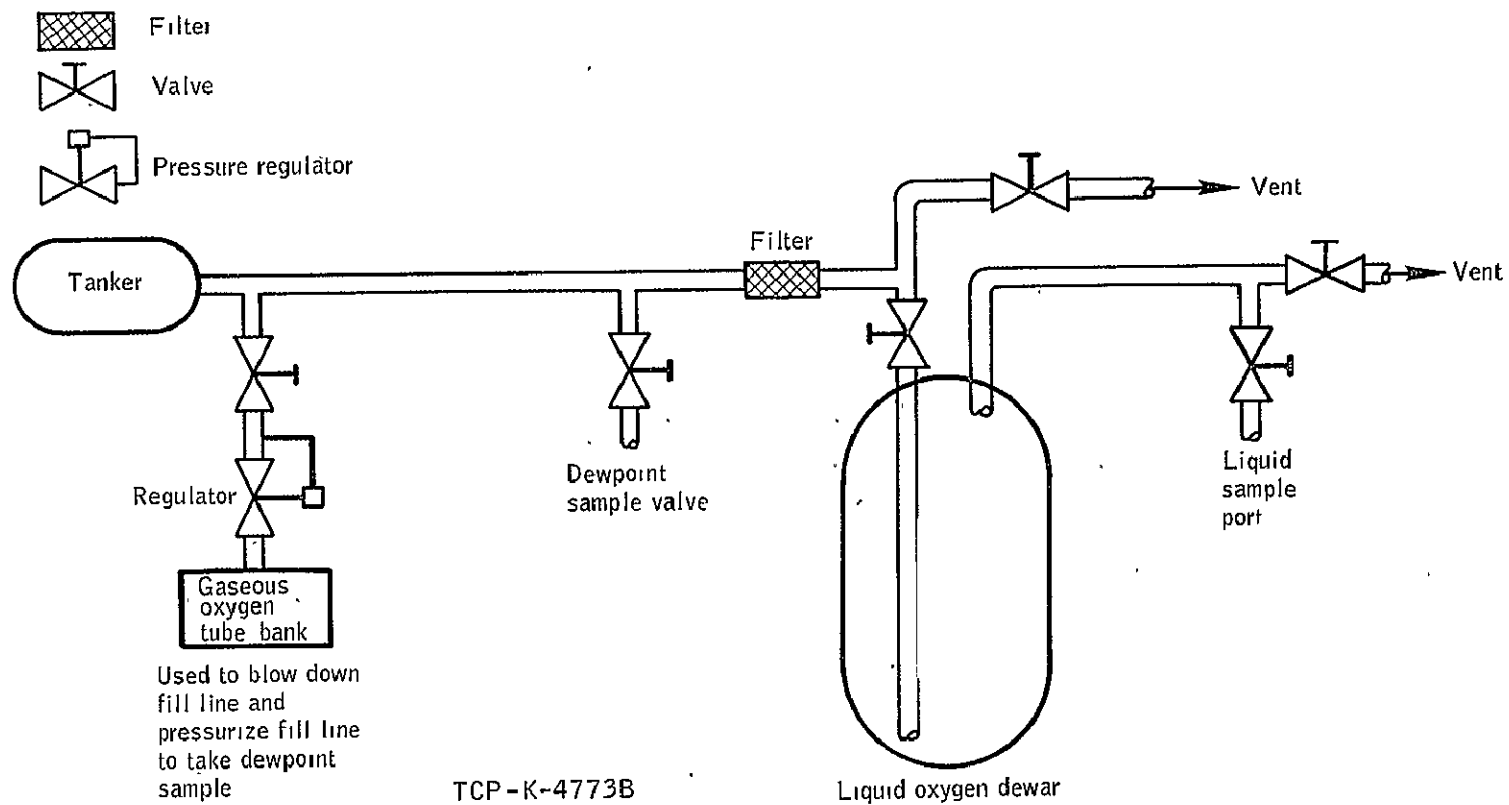 Filter
Valve
Pressure regulator
Tanker
Filter
Vent
Vent
Regulator
Dewpoint
sample valve
Liquid
sample
port
Gaseous
oxygen
tube bank
Used to blow down
fill line and
pressurize fill line
to take dewpoint
sample
TCP-K-4773B
Liquid oxygen dewar